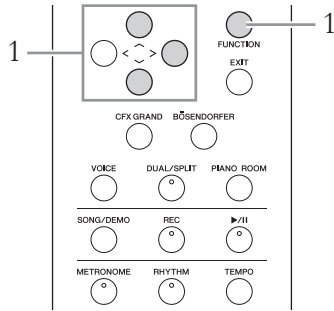 1
1
< ^ v >
FUNCTION
EXIT
CFX GRAND BÖSENDORFER
VOICE DUAL/SPLIT PIANO ROOM
SONG/DEMO REC ►/II
METRONOME RHYTHM TEMPO